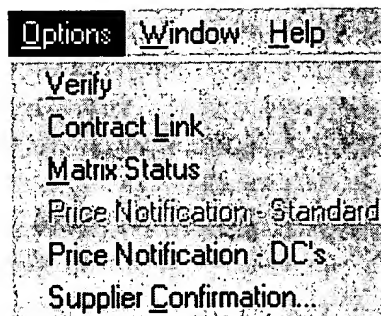 Options Window Help
Verify
Contract Link
Matrix Status
Price Notification - Standard
Price Notification - DC's
Supplier Confirmation...